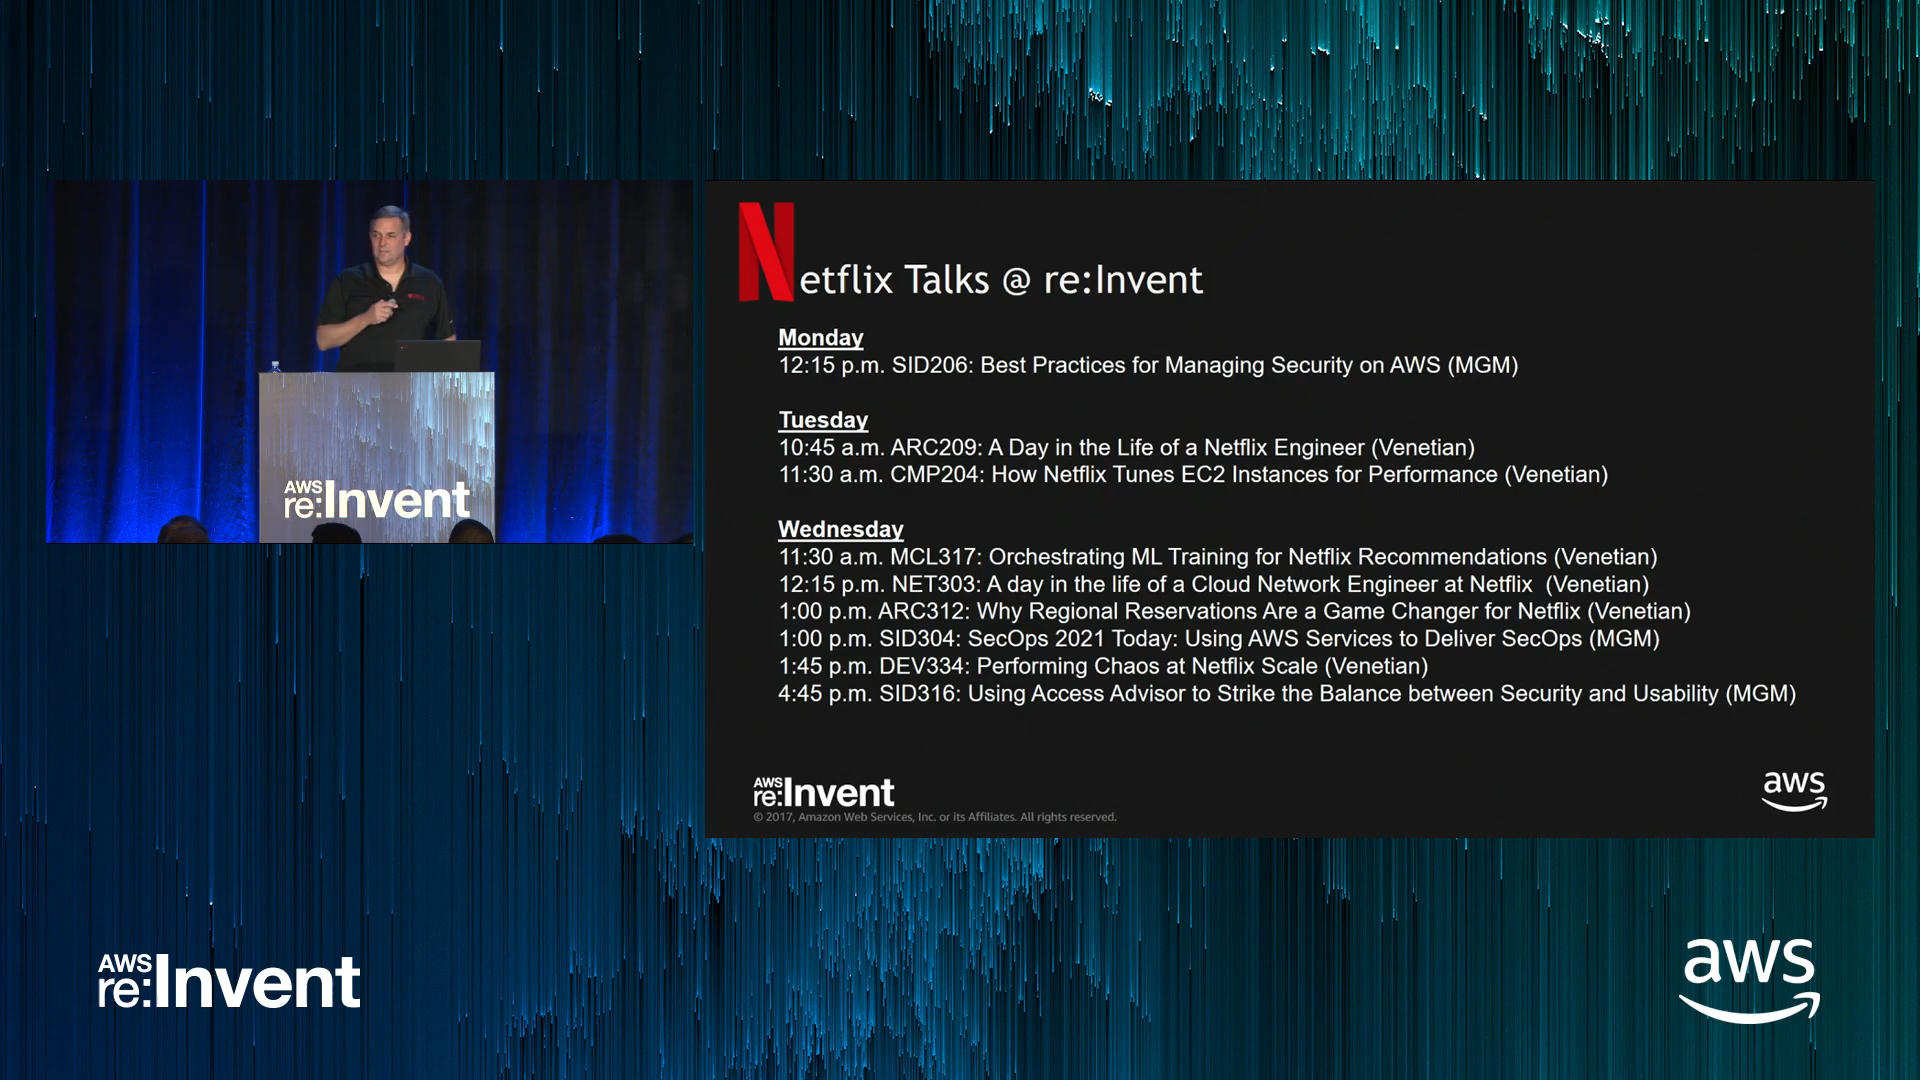 Netflix Talks @ re:Invent
Monday
12:15 p.m. SID206: Best Practices for Managing Security on AWS (MGM)
Tuesday
10:45 a.m. ARC209: A Day in the Life of a Netflix Engineer (Venetian)
11:30 a.m. CMP204: How Netflix Tunes EC2 Instances for Performance (Venetian)
Wednesday
11:30 a.m. MCL317: Orchestrating ML Training for Netflix Recommendations (Venetian)
12:15 p.m. NET303: A day in the life of a Cloud Network Engineer at Netflix (Venetian)
1:00 p.m. ARC312: Why Regional Reservations Are a Game Changer for Netflix (Venetian)
1:00 p.m. SID304: SecOps 2021 Today: Using AWS Services to Deliver SecOps (MGM)
1:45 p.m. DEV334: Performing Chaos at Netflix Scale (Venetian)
4:45 p.m. SID316: Using Access Advisor to Strike the Balance between Security and Usability (MGM)
AWS
re:Invent
© 2017, Amazon Web Services, Inc. or its Affiliates. All rights reserved.
aws
AWS
re:Invent
AWS
re:Invent
aws